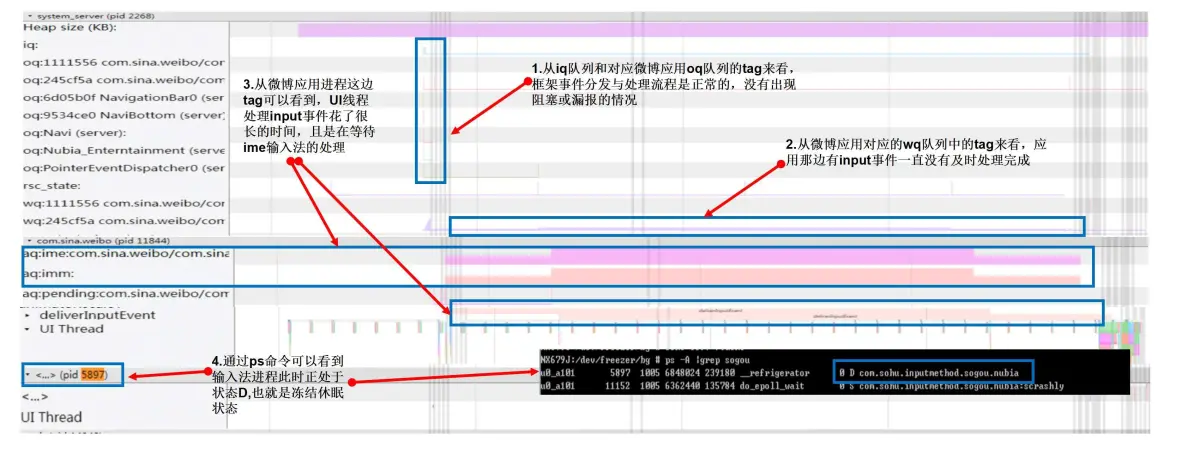 system_server (pid 2268)
Heap size (KB):
iq:
oq:1111556 com.sina.weibo/cor
oq:245cf5a com.sina.weibo/com
oq:6d05b0f NavigationBar0 (ser
oq:9534ce0 NaviBottom (server)
oq:Navi (server):
oq:Nubia_Enterntainment (serve
oq:PointerEventDispatcher0 (ser
rsc_state:
wq:1111556 com.sina.weibo/cor
wq:245cf5a com.sina.weibo/com
1.从iq队列和对应微博应用oq队列的tag来看，
框架事件分发与处理流程是正常的，没有出现
阻塞或漏报的情况
2.从微博应用对应的wq队列中的tag来看，应
用那边有input事件一直没有及时处理完成
3.从微博应用进程这边
tag可以看到，UI线程
处理input事件花了很
长的时间，且是在等待
ime输入法的处理
com.sina.weibo (pid 11844)
aq:ime:com.sina.weibo/com.sina
aq:imm:
aq:pending:com.sina.weibo/com
deliverInputEvent
UI Thread
deliverInputEvent
deliverInputEvent
4.通过ps命令可以看到
输入法进程此时正处于
状态D,也就是冻结休眠
状态
NX679J:/dev/freezer/bg # ps -A |grep sogou
u0_a101 5897 1005 6848024 239180 __refrigerator 0 D com.sohu.inputmethod.sogou.nubia
u0_a101 11152 1005 6362440 135704 do_epoll_wait 0 S com.sohu.inputmethod.sogou.nubia:scrashly
<...> (pid 5897)
<...>
UI Thread